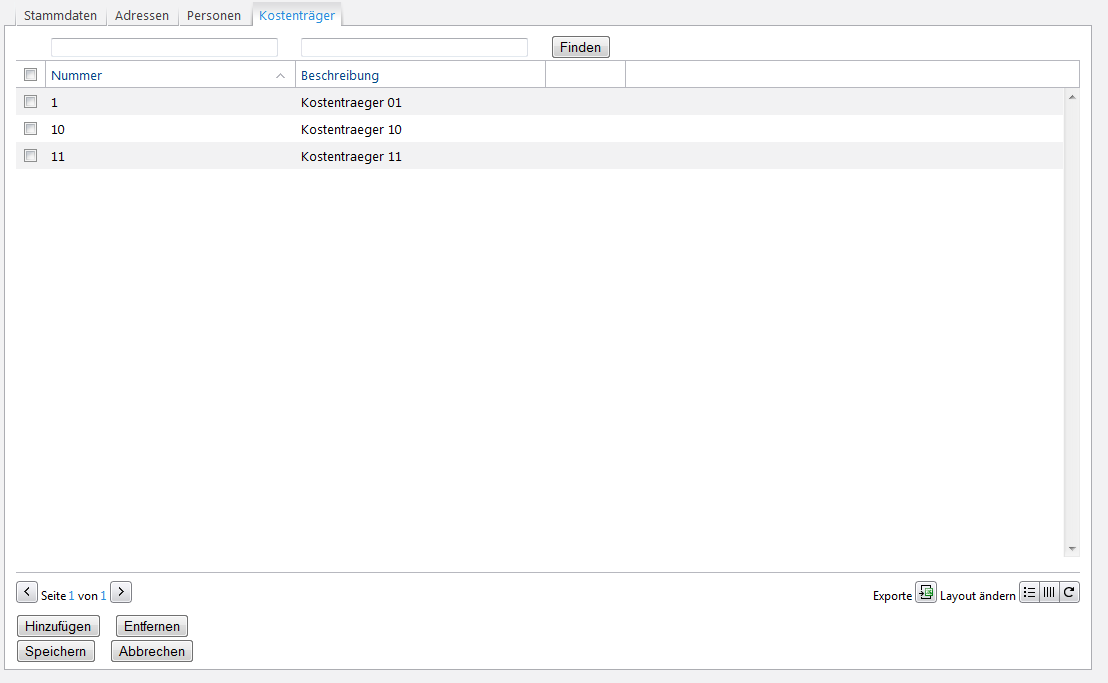 Stammdaten Adressen Personen Kostenträger
Finden
Nummer Beschreibung
1 Kostentraeger 01
10 Kostentraeger 10
11 Kostentraeger 11
Seite 1 von 1 Exporte Layout ändern
Hinzufügen Entfernen
Speichern Abbrechen